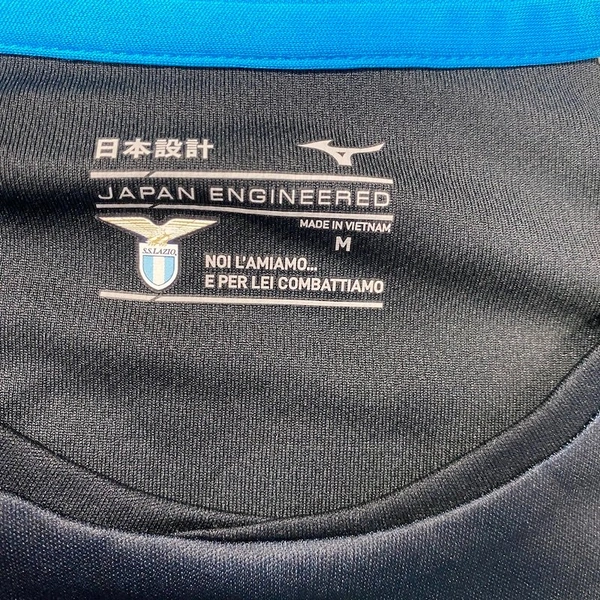 日本設計
JAPAN ENGINEERED
MADE IN VIETNAM
M
S.S.LAZIO
NOI L'AMIAMO...
E PER LEI COMBATTIAMO